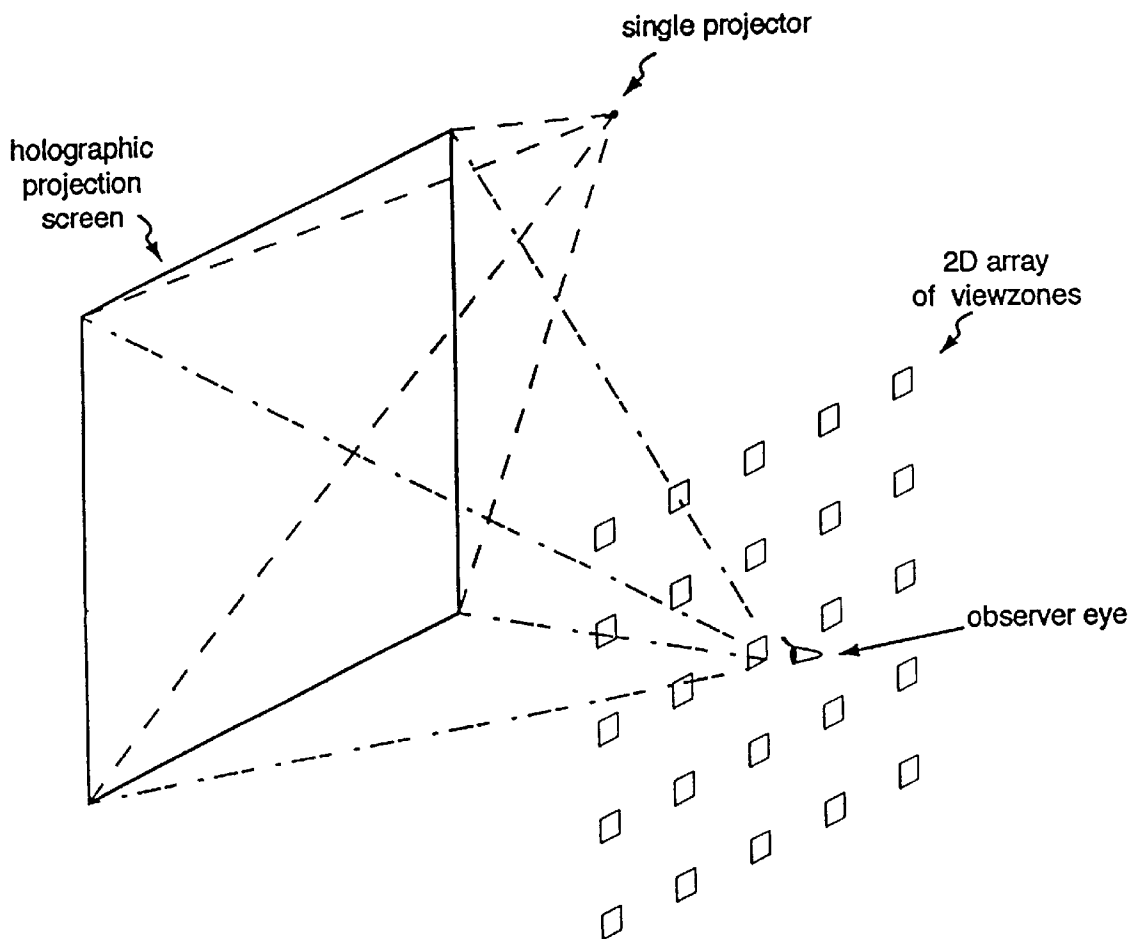 single projector
holographic
projection
screen
2D array
of viewzones
observer eye